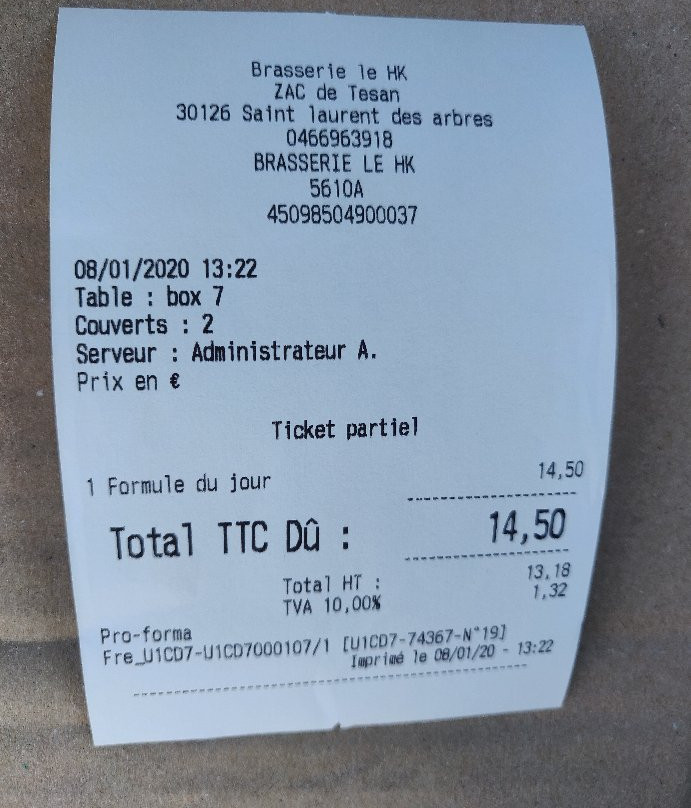 Brasserie le HK
ZAC de Tesan
30126 Saint laurent des arbres
0466963918
BRASSERIE LE HK
5610A
45098504900037
08/01/2020 13:22
Table : box 7
Couverts : 2
Serveur : Administrateur A.
Prix en €
Ticket partiel
1 Formule du jour 14,50
Total TTC Dû : 14,50
Total HT : 13,18
TVA 10,00% 1,32
Pro-forma
Fre_U1CD7-U1CD7000107/1 [U1CD7-74367-N°19]
Imprimé le 08/01/20 - 13:22